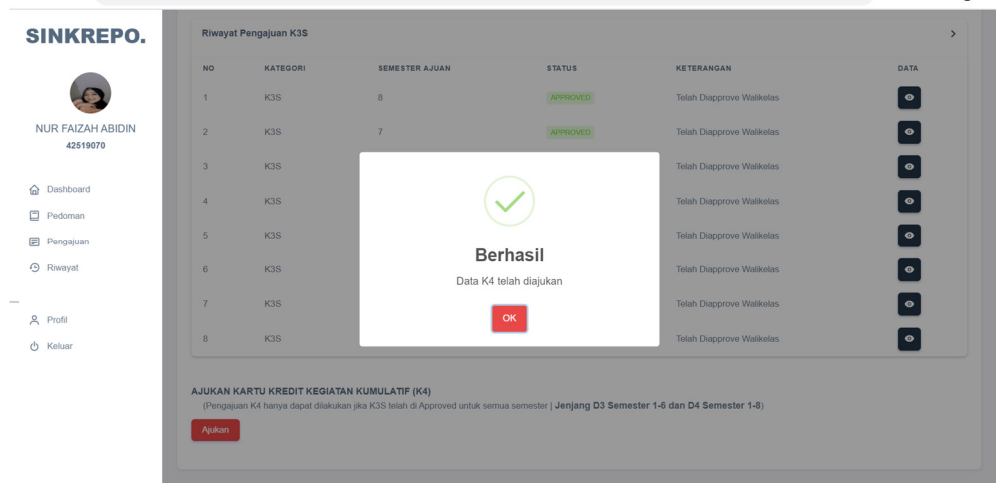 SINKREPO.
NUR FAIZAH ABIDIN
42519070
Dashboard
Pedoman
Pengajuan
Riwayat
Profil
Keluar
Riwayat Pengajuan K3S
NO KATEGORI SEMESTER AJUAN STATUS KETERANGAN DATA
1 K3S 8 APPROVED Telah Diapprove Walikelas
2 K3S 7 APPROVED Telah Diapprove Walikelas
3 K3S Telah Diapprove Walikelas
4 K3S Telah Diapprove Walikelas
5 K3S Telah Diapprove Walikelas
6 K3S Telah Diapprove Walikelas
7 K3S Telah Diapprove Walikelas
8 K3S Telah Diapprove Walikelas
Berhasil
Data K4 telah diajukan
OK
AJUKAN KARTU KREDIT KEGIATAN KUMULATIF (K4)
(Pengajuan K4 hanya dapat dilakukan jika K3S telah di Approved untuk semua semester | Jenjang D3 Semester 1-6 dan D4 Semester 1-8)
Ajukan